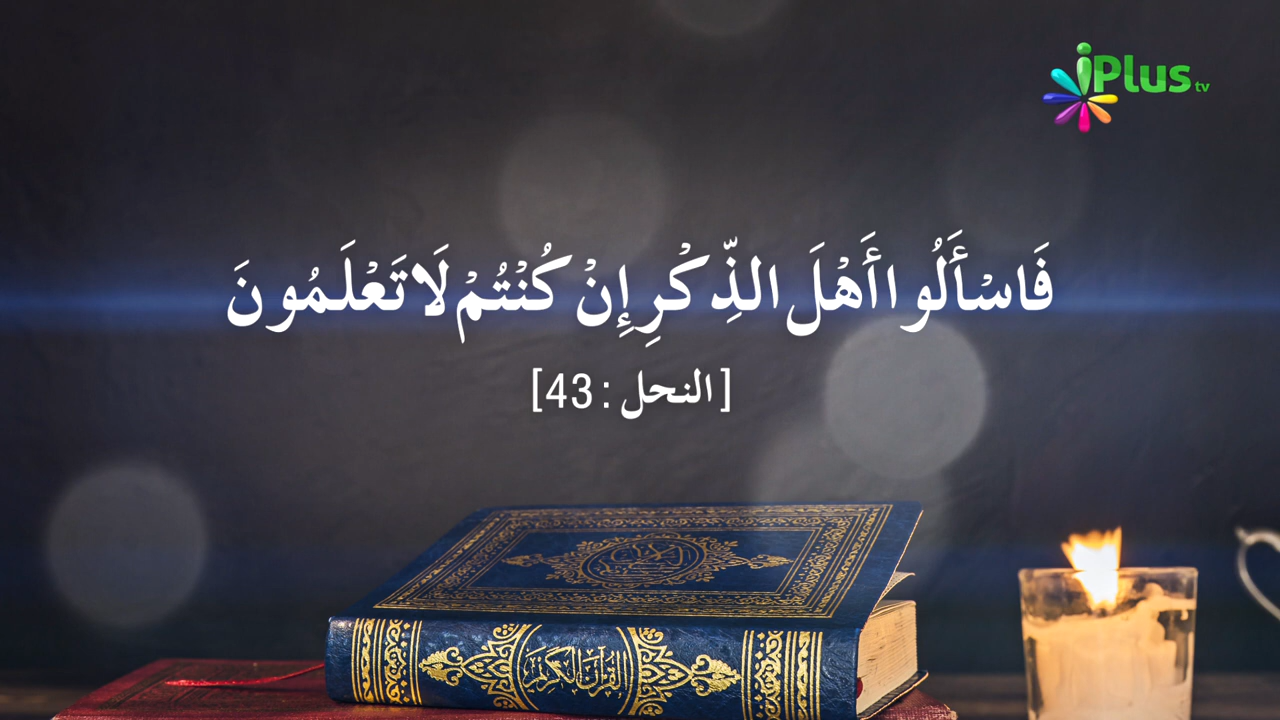 iPlus tv
فَاسْأَلُوا أَهْلَ الذِّكْرِ إِنْ كُنْتُمْ لَا تَعْلَمُونَ
[النحل : 43]
القرآن الكريم